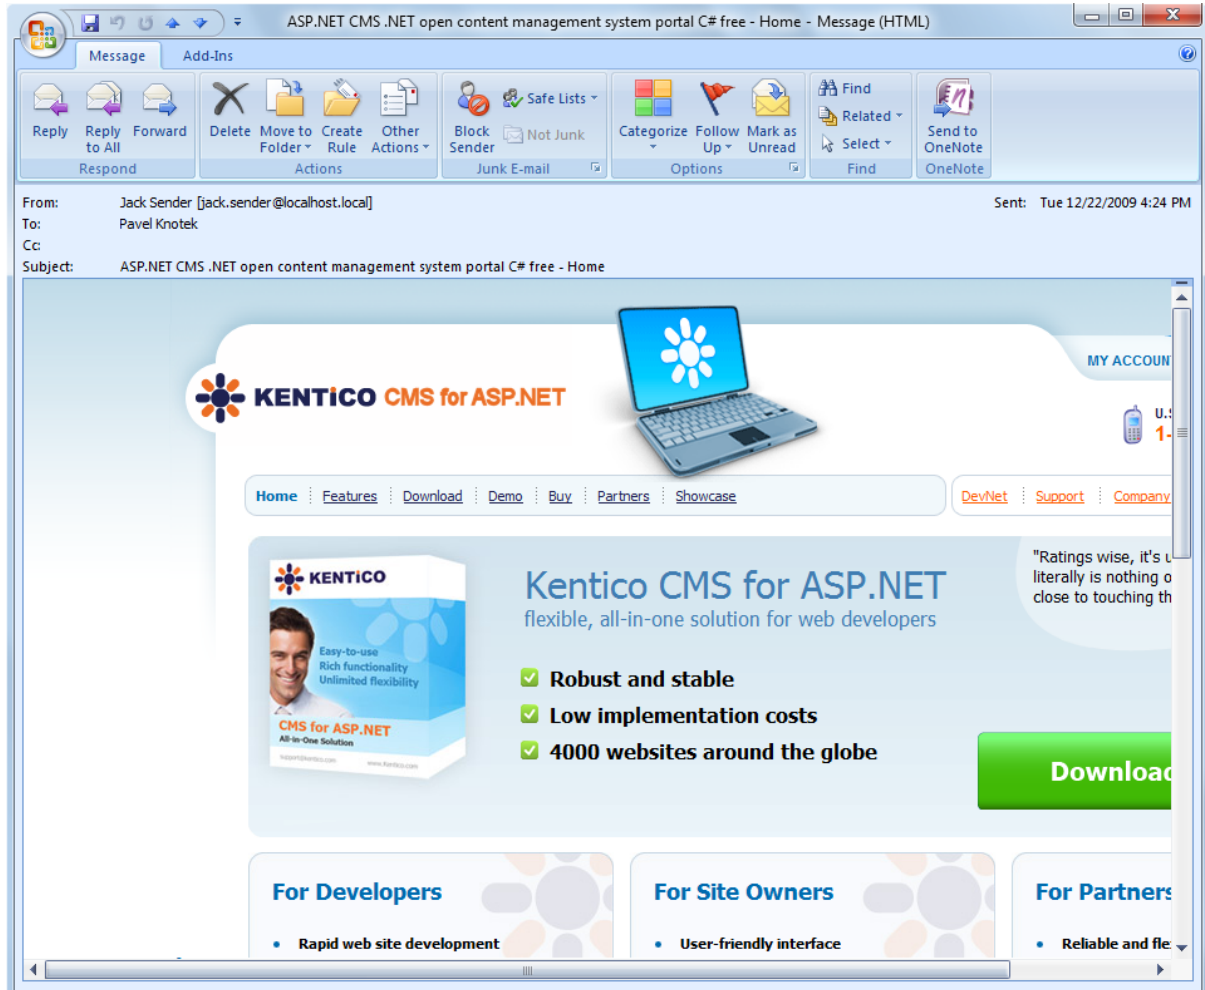 ASP.NET CMS .NET open content management system portal C# free - Home - Message (HTML)
Message Add-Ins
Reply
Reply to All
Forward
Respond
Delete
Move to Folder
Create Rule
Other Actions
Actions
Block Sender
Safe Lists
Not Junk
Junk E-mail
Categorize
Follow Up
Mark as Unread
Options
Find
Related
Select
Find
Send to OneNote
OneNote
From: Jack Sender [jack.sender@localhost.local]
Sent: Tue 12/22/2009 4:24 PM
To: Pavel Knotek
Cc:
Subject: ASP.NET CMS .NET open content management system portal C# free - Home
MY ACCOUN
KENTiCO CMS for ASP.NET
U.S
1-
Home Features Download Demo Buy Partners Showcase
DevNet Support Company
KENTiCO
Easy-to-use
Rich functionality
Unlimited flexibility
CMS for ASP.NET
All-in-One Solution
support@kentico.com www.kentico.com
Kentico CMS for ASP.NET
flexible, all-in-one solution for web developers
Robust and stable
Low implementation costs
4000 websites around the globe
"Ratings wise, it's u
literally is nothing o
close to touching th
Download
For Developers
Rapid web site development
For Site Owners
User-friendly interface
For Partners
Reliable and fle